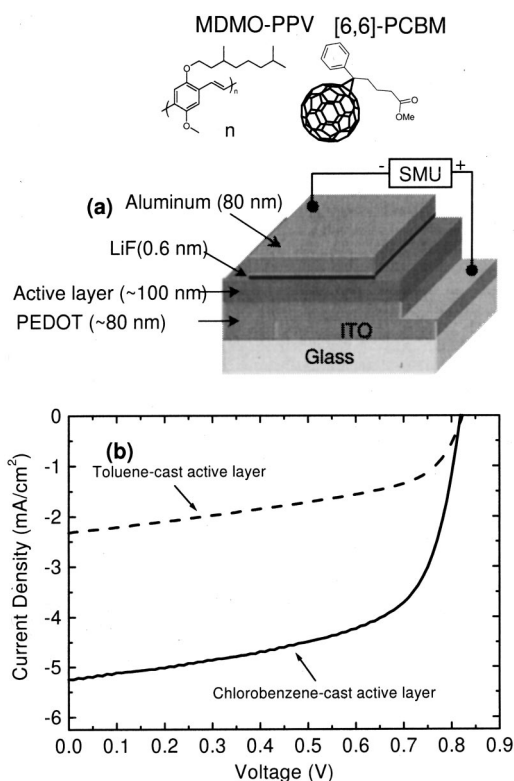 MDMO-PPV [6,6]-PCBM
O
n
O
n
O
OMe
- SMU +
(a) Aluminum (80 nm)
LiF(0.6 nm)
Active layer (~100 nm)
PEDOT (~80 nm)
ITO
Glass
(b)
Toluene-cast active layer
Chlorobenzene-cast active layer
Current Density (mA/cm²)
0
-1
-2
-3
-4
-5
-6
0.0 0.1 0.2 0.3 0.4 0.5 0.6 0.7 0.8 0.9
Voltage (V)